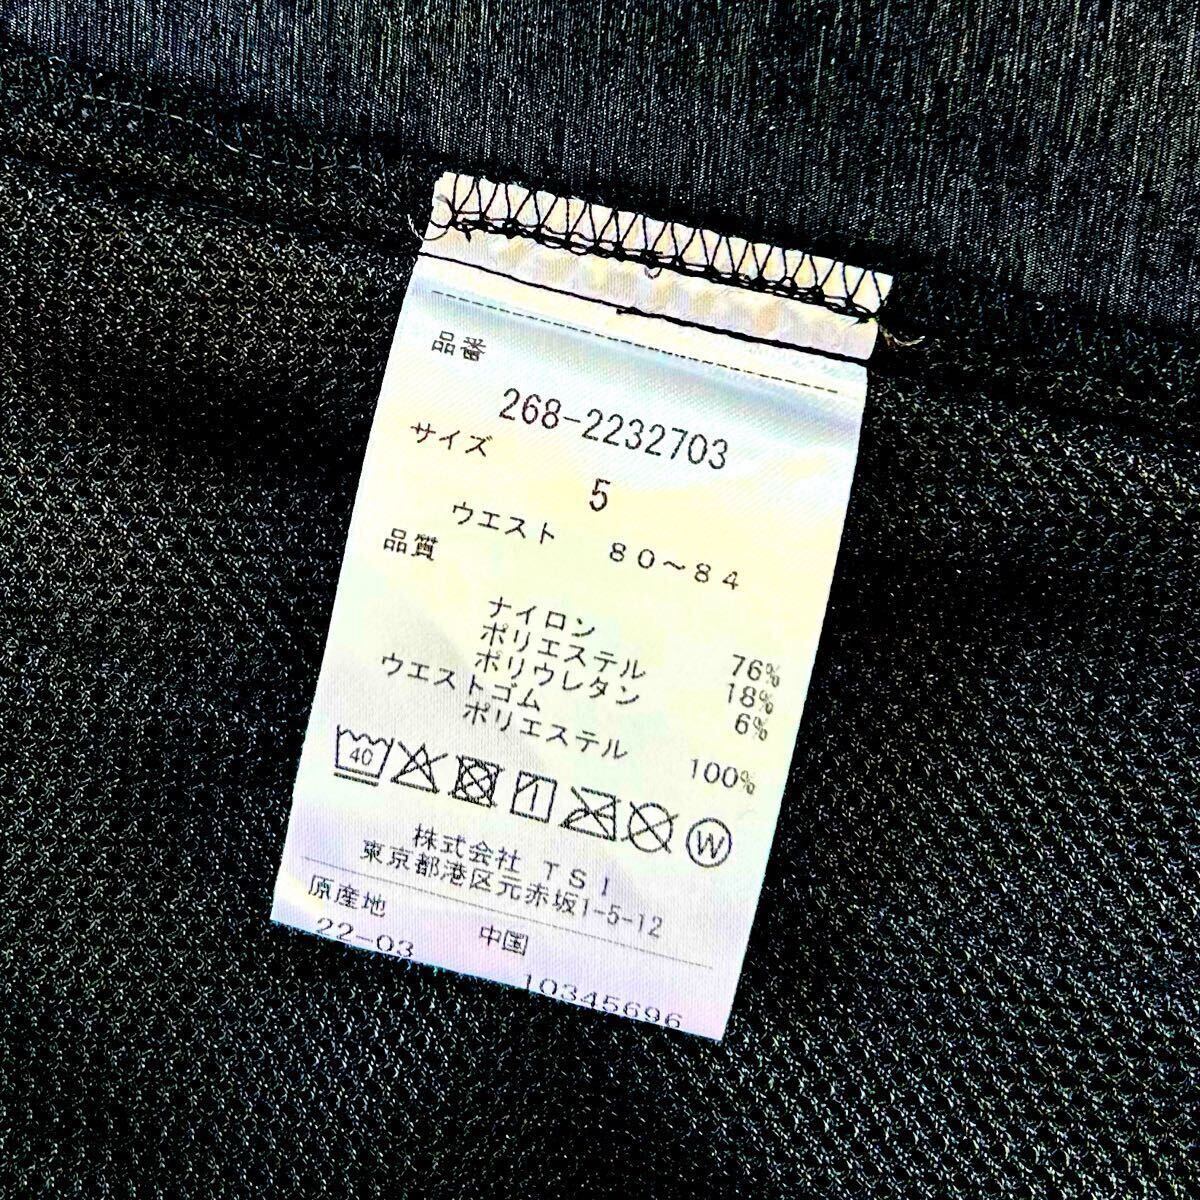 品番
268-2232703
サイズ
5
ウエスト 80～84
品質
ナイロン 76%
ポリエステル 18%
ポリウレタン 6%
ウエストゴム
ポリエステル 100%
40 W
株式会社 TSI
東京都港区元赤坂1-5-12
原産地 中国
22-03 10345696